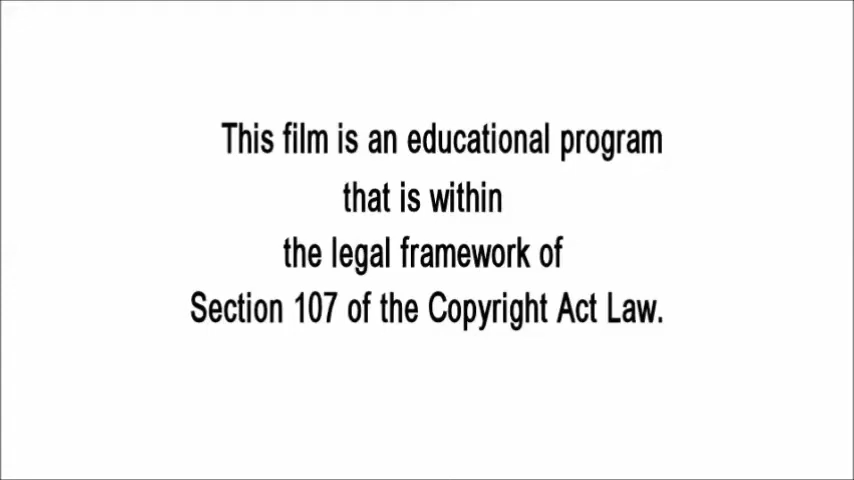 This film is an educational program
that is within
the legal framework of
Section 107 of the Copyright Act Law.